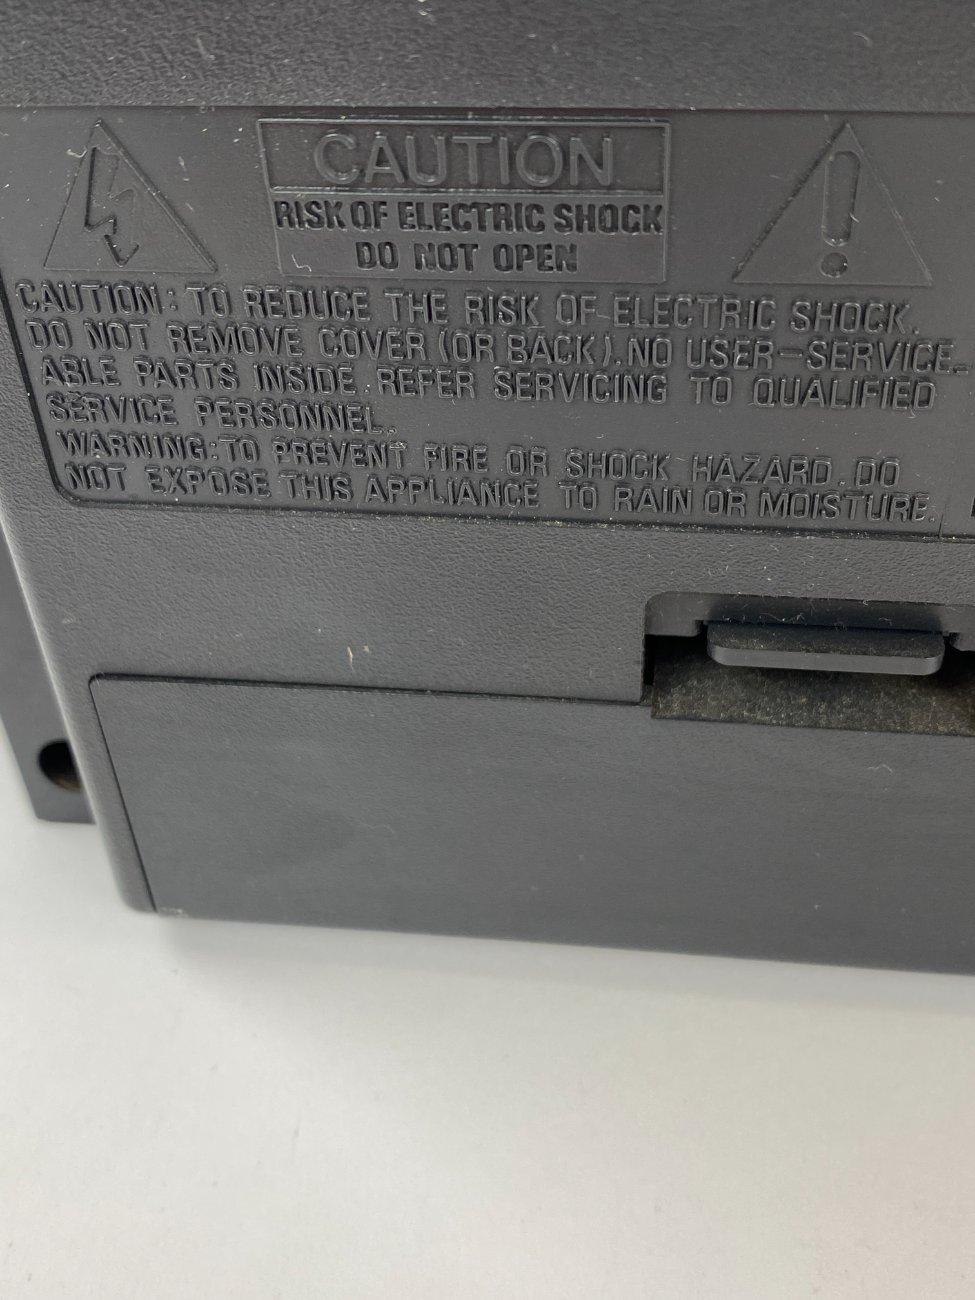 CAUTION
RISK OF ELECTRIC SHOCK
DO NOT OPEN
CAUTION: TO REDUCE THE RISK OF ELECTRIC SHOCK.
DO NOT REMOVE COVER (OR BACK). NO USER-SERVICE-
ABLE PARTS INSIDE REFER SERVICING TO QUALIFIED
SERVICE PERSONNEL.
WARNING: TO PREVENT FIRE OR SHOCK HAZARD. DO
NOT EXPOSE THIS APPLIANCE TO RAIN OR MOISTURE.